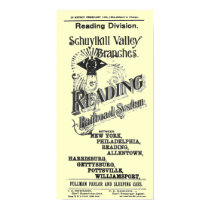 Reading Division.
Schuylkill Valley
Branches.
READING
Railroad System
BETWEEN
NEW YORK,
PHILADELPHIA,
READING,
ALLENTOWN,
HARRISBURG,
GETTYSBURG,
POTTSVILLE,
WILLIAMSPORT,
PULLMAN PARLOR AND SLEEPING CARS.